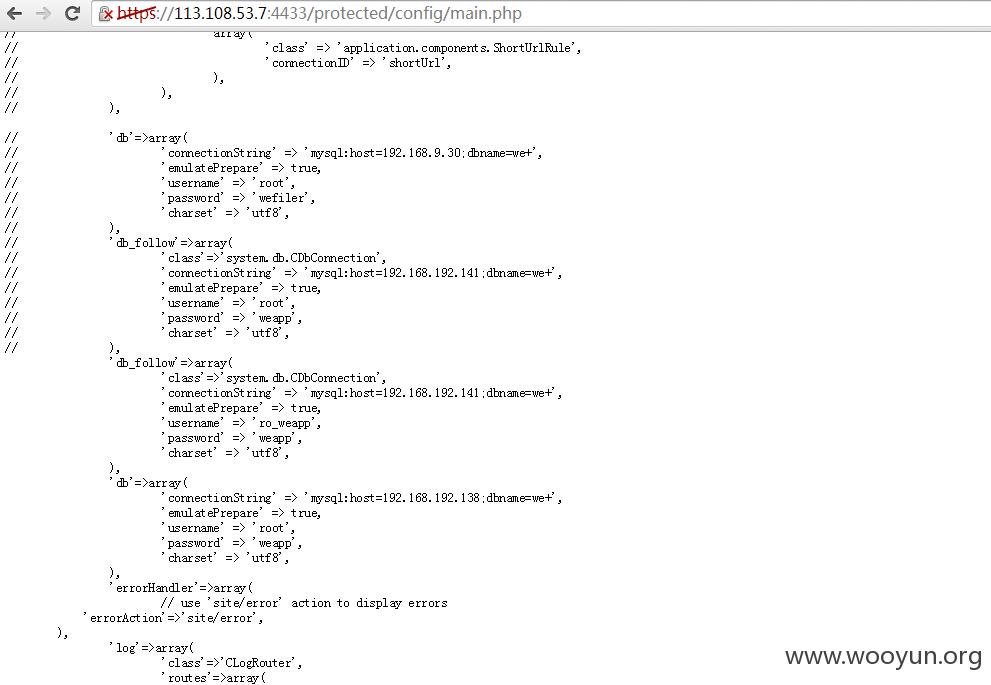 https://113.108.53.7:4433/protected/config/main.php
// array(
// 'class' => 'application.components.ShortUrlRule',
// 'connectionID' => 'shortUrl',
// ),
// ),
// ),
// 'db'=>array(
// 'connectionString' => 'mysql:host=192.168.9.30;dbname=we+',
// 'emulatePrepare' => true,
// 'username' => 'root',
// 'password' => 'wefiler',
// 'charset' => 'utf8',
// ),
// 'db_follow'=>array(
// 'class'=>'system.db.CDbConnection',
// 'connectionString' => 'mysql:host=192.168.192.141;dbname=we+',
// 'emulatePrepare' => true,
// 'username' => 'root',
// 'password' => 'weapp',
// 'charset' => 'utf8',
// ),
'db_follow'=>array(
'class'=>'system.db.CDbConnection',
'connectionString' => 'mysql:host=192.168.192.141;dbname=we+',
'emulatePrepare' => true,
'username' => 'ro_weapp',
'password' => 'weapp',
'charset' => 'utf8',
),
'db'=>array(
'connectionString' => 'mysql:host=192.168.192.138;dbname=we+',
'emulatePrepare' => true,
'username' => 'root',
'password' => 'weapp',
'charset' => 'utf8',
),
'errorHandler'=>array(
// use 'site/error' action to display errors
'errorAction'=>'site/error',
),
'log'=>array(
'class'=>'CLogRouter',
'routes'=>array(
www.wooyun.org